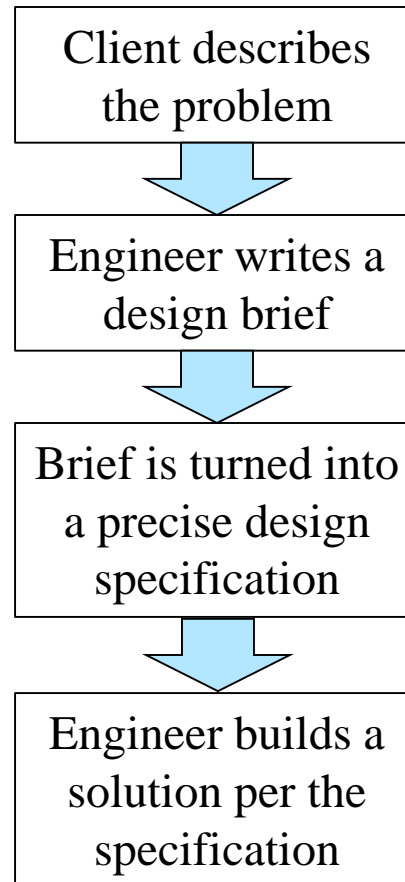 Client describes
the problem
Engineer writes a
design brief
Brief is turned into
a precise design
specification
Engineer builds a
solution per the
specification